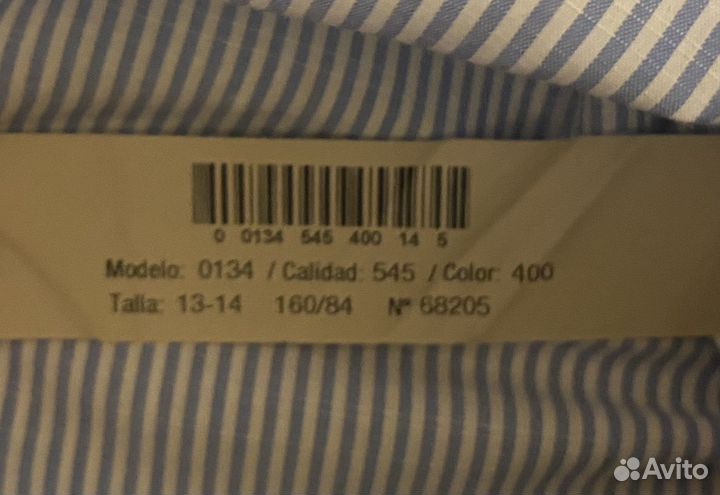 0 0134 545 400 14 5
Modelo: 0134 / Calidad: 545 / Color: 400
Talla: 13-14 160/84 Nº 68205
Avito